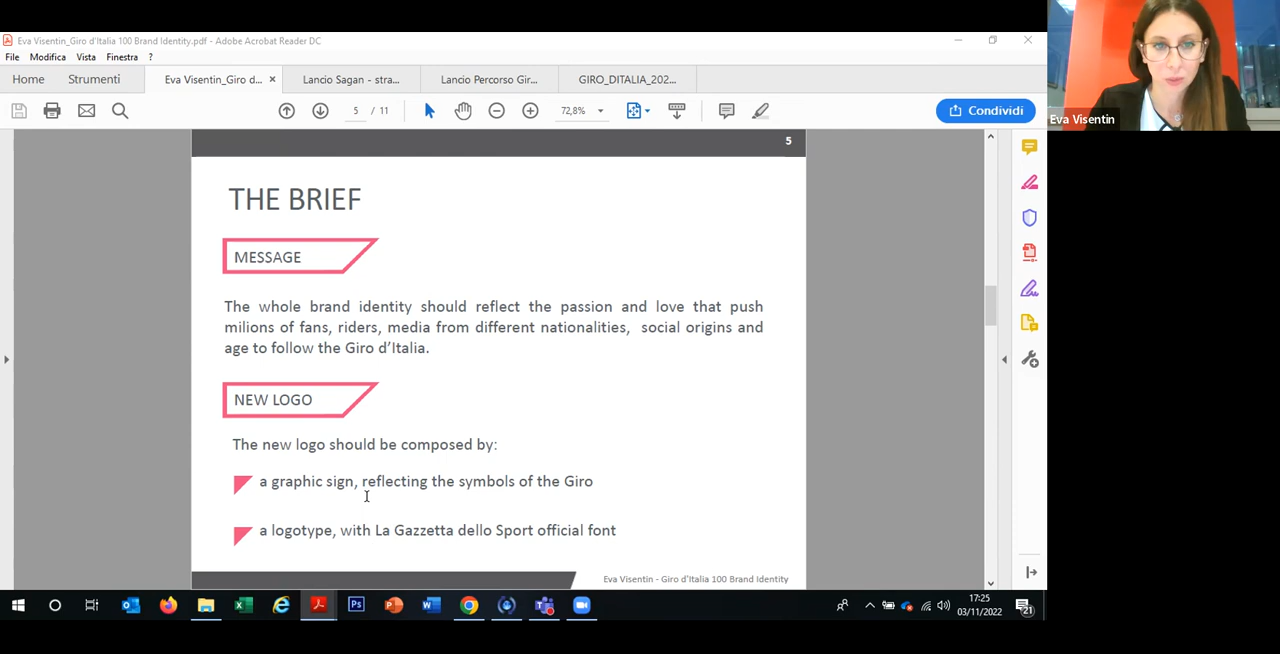 Eva Visentin_Giro d'Italia 100 Brand Identity.pdf - Adobe Acrobat Reader DC
File Modifica Vista Finestra ?
Home Strumenti Eva Visentin_Giro d... × Lancio Sagan - stra... Lancio Percorso Gir... GIRO_DITALIA_202...
5 / 11 72,8% Condividi
Eva Visentin
5
THE BRIEF
MESSAGE
The whole brand identity should reflect the passion and love that push
milions of fans, riders, media from different nationalities, social origins and
age to follow the Giro d’Italia.
NEW LOGO
The new logo should be composed by:
a graphic sign, reflecting the symbols of the Giro
a logotype, with La Gazzetta dello Sport official font
Eva Visentin - Giro d'Italia 100 Brand Identity
Ps
17:25
03/11/2022
21